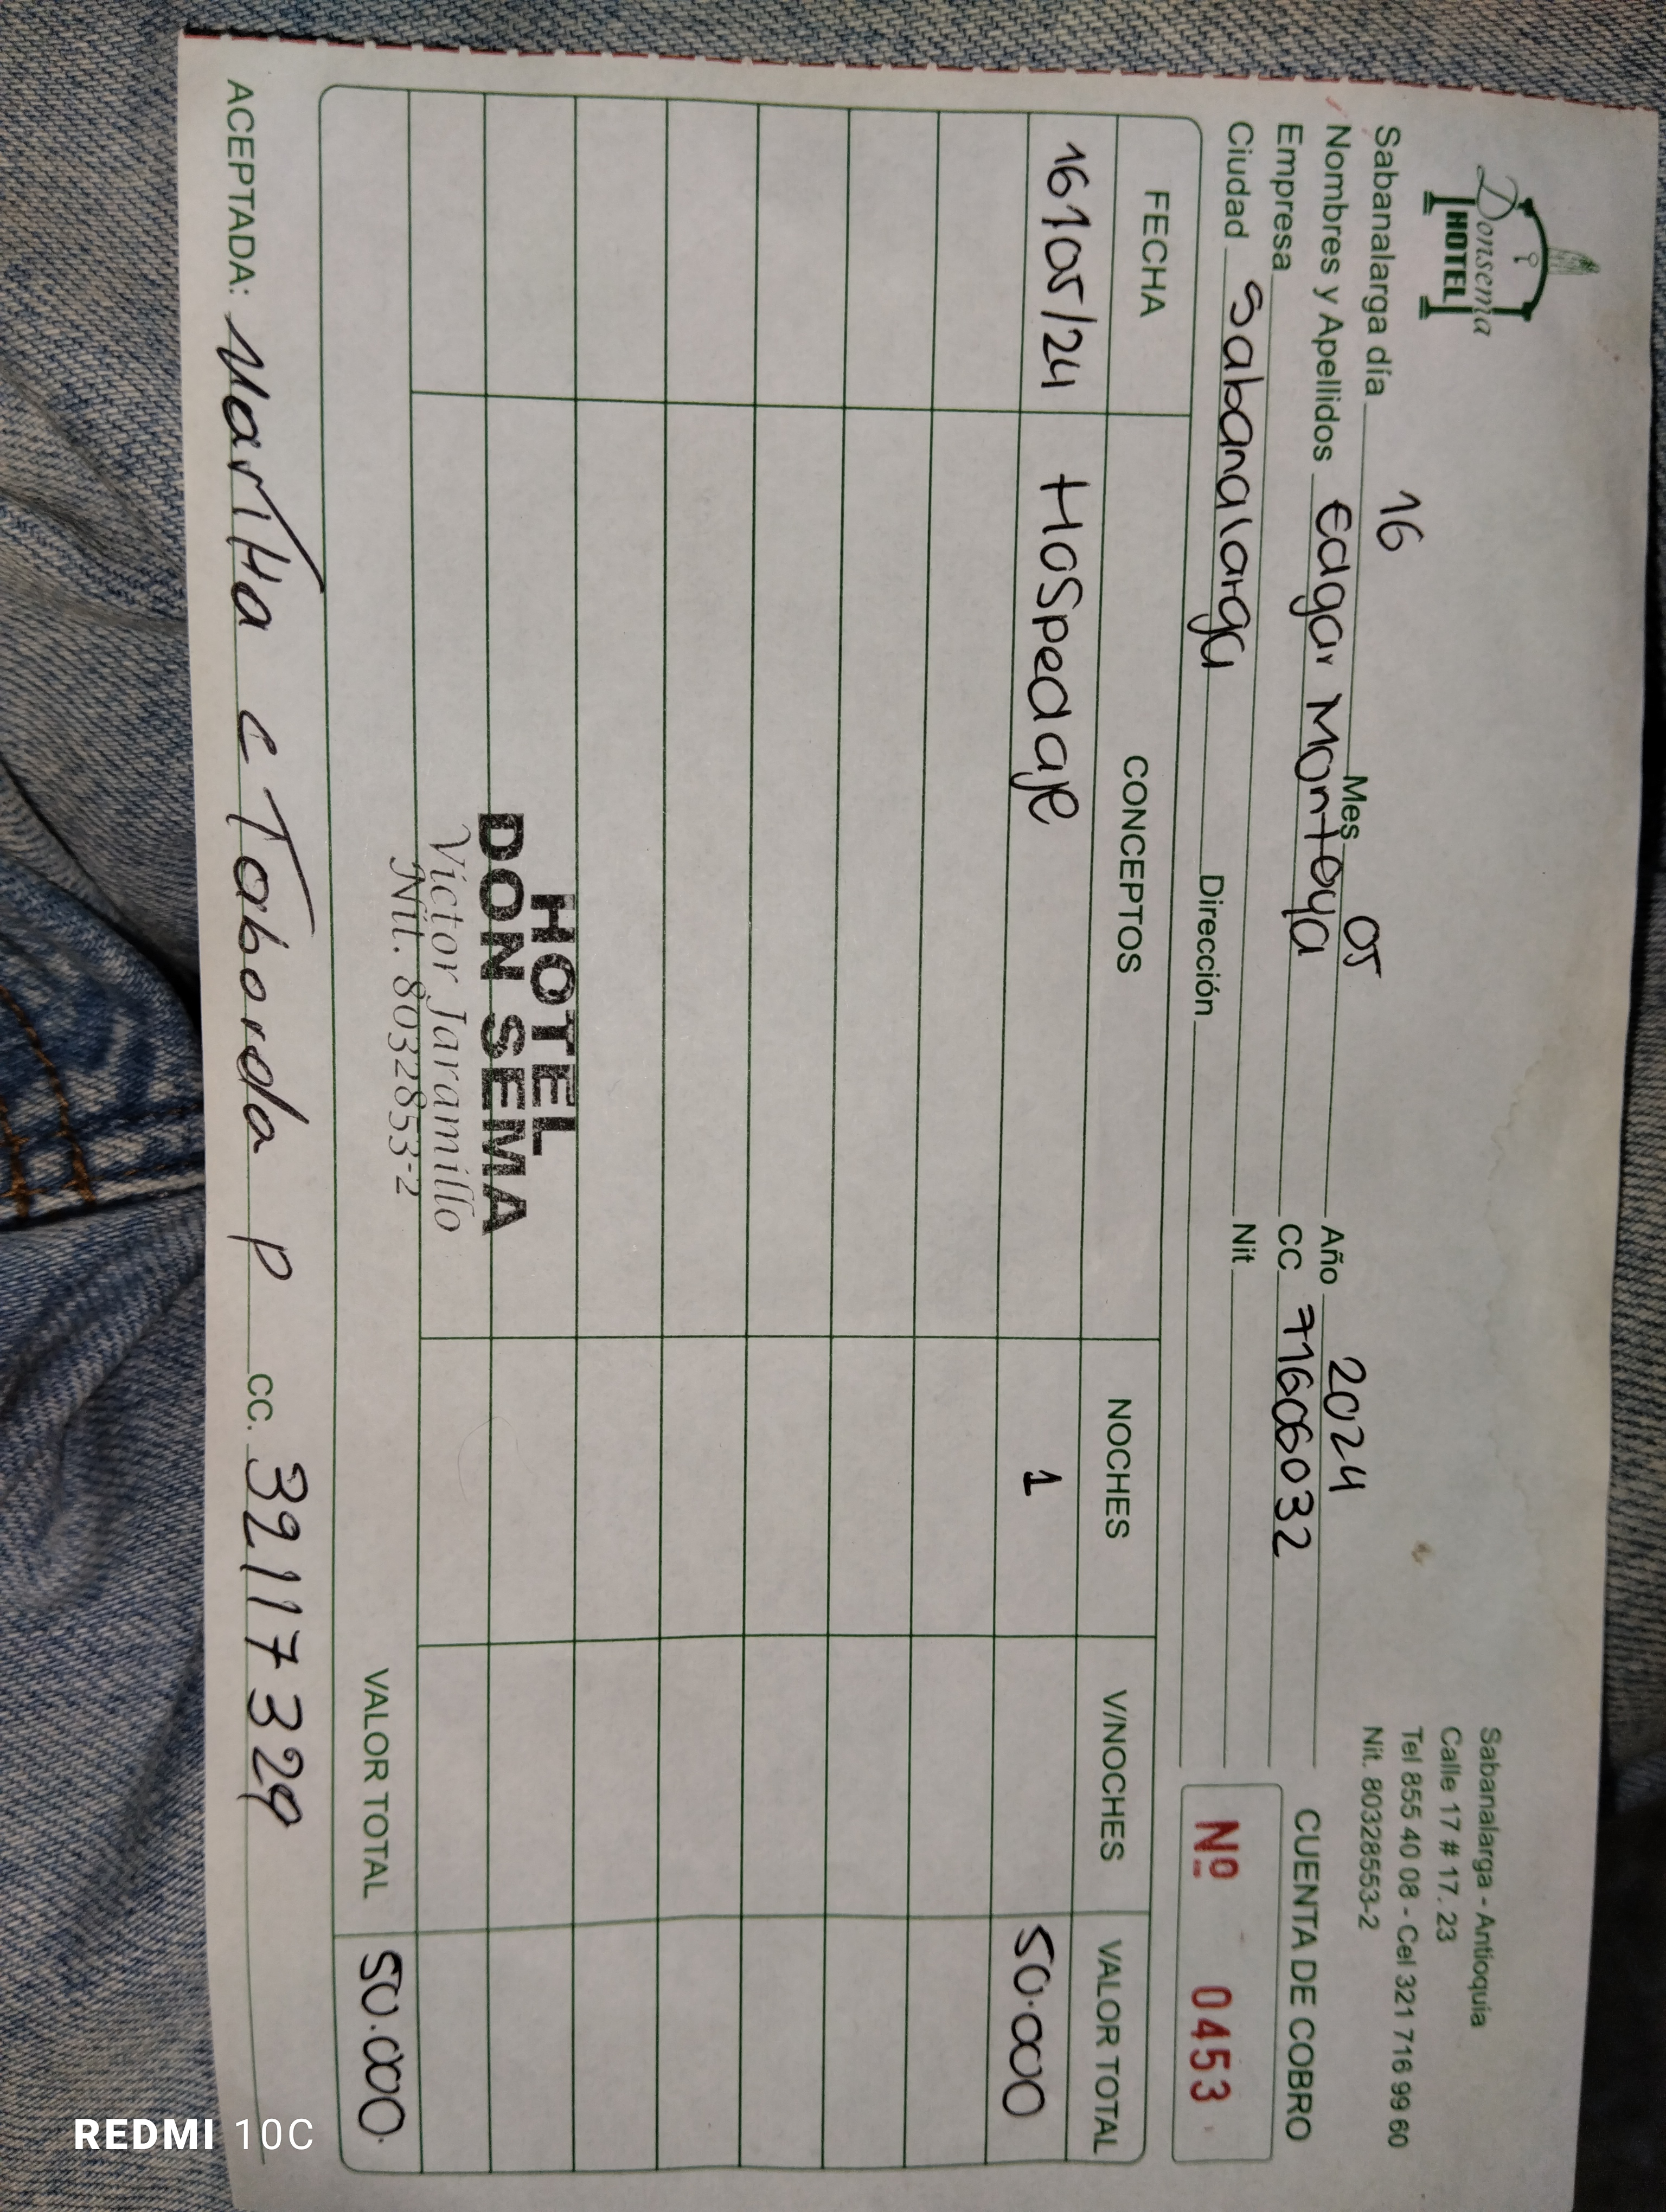 Donsema
HOTEL
Sabanalarga - Antioquia
Calle 17 # 17. 23
Tel 855 40 08 - Cel 321 716 99 60
Nit. 80328553-2
Sabanalarga día 16 Mes 05 Año 2024
Nombres y Apellidos Edgar Montoya CC 71606032
Empresa Nit
Ciudad Sabanalarga Dirección
CUENTA DE COBRO
Nº 0453
FECHA CONCEPTOS NOCHES V/NOCHES VALOR TOTAL
16/05/24 Hospedaje 1 50.000
HOTEL
DON SEMA
Victor Jaramillo
Nit. 80328553-2
VALOR TOTAL 50.000.
ACEPTADA: Martha c Taborda P CC. 39117329
REDMI 10C